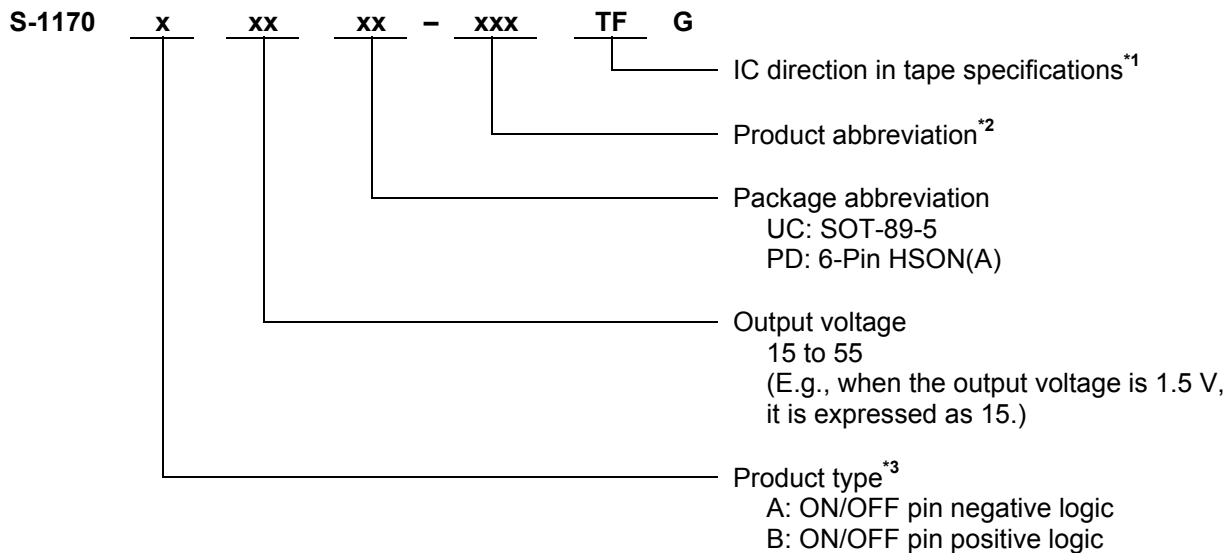 S-1170 x xx xx – xxx TF G
IC direction in tape specifications*1
Product abbreviation*2
Package abbreviation
UC: SOT-89-5
PD: 6-Pin HSON(A)
Output voltage
15 to 55
(E.g., when the output voltage is 1.5 V,
it is expressed as 15.)
Product type*3
A: ON/OFF pin negative logic
B: ON/OFF pin positive logic